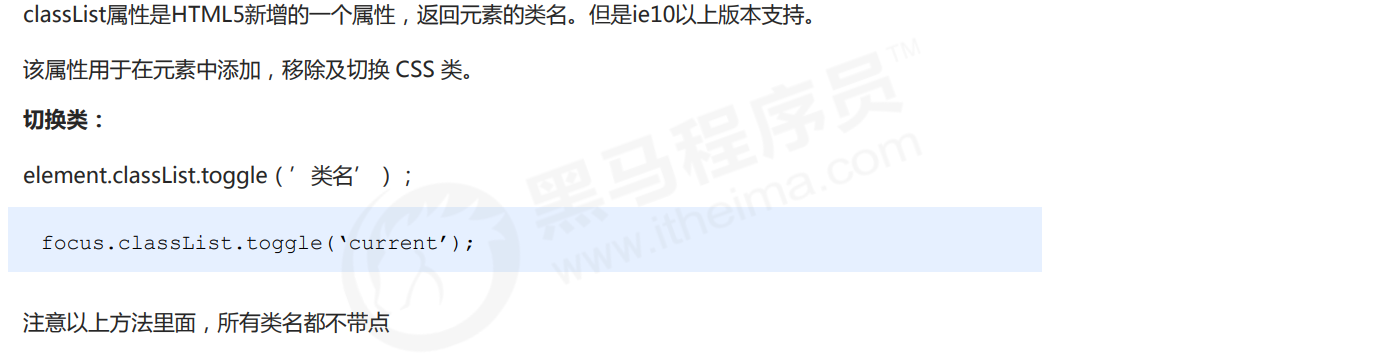 classList属性是HTML5新增的一个属性，返回元素的类名。但是ie10以上版本支持。
该属性用于在元素中添加，移除及切换 CSS 类。
切换类：
element.classList.toggle（’类名’）;
focus.classList.toggle(‘current’);
注意以上方法里面，所有类名都不带点
黑马程序员™
www.itheima.com